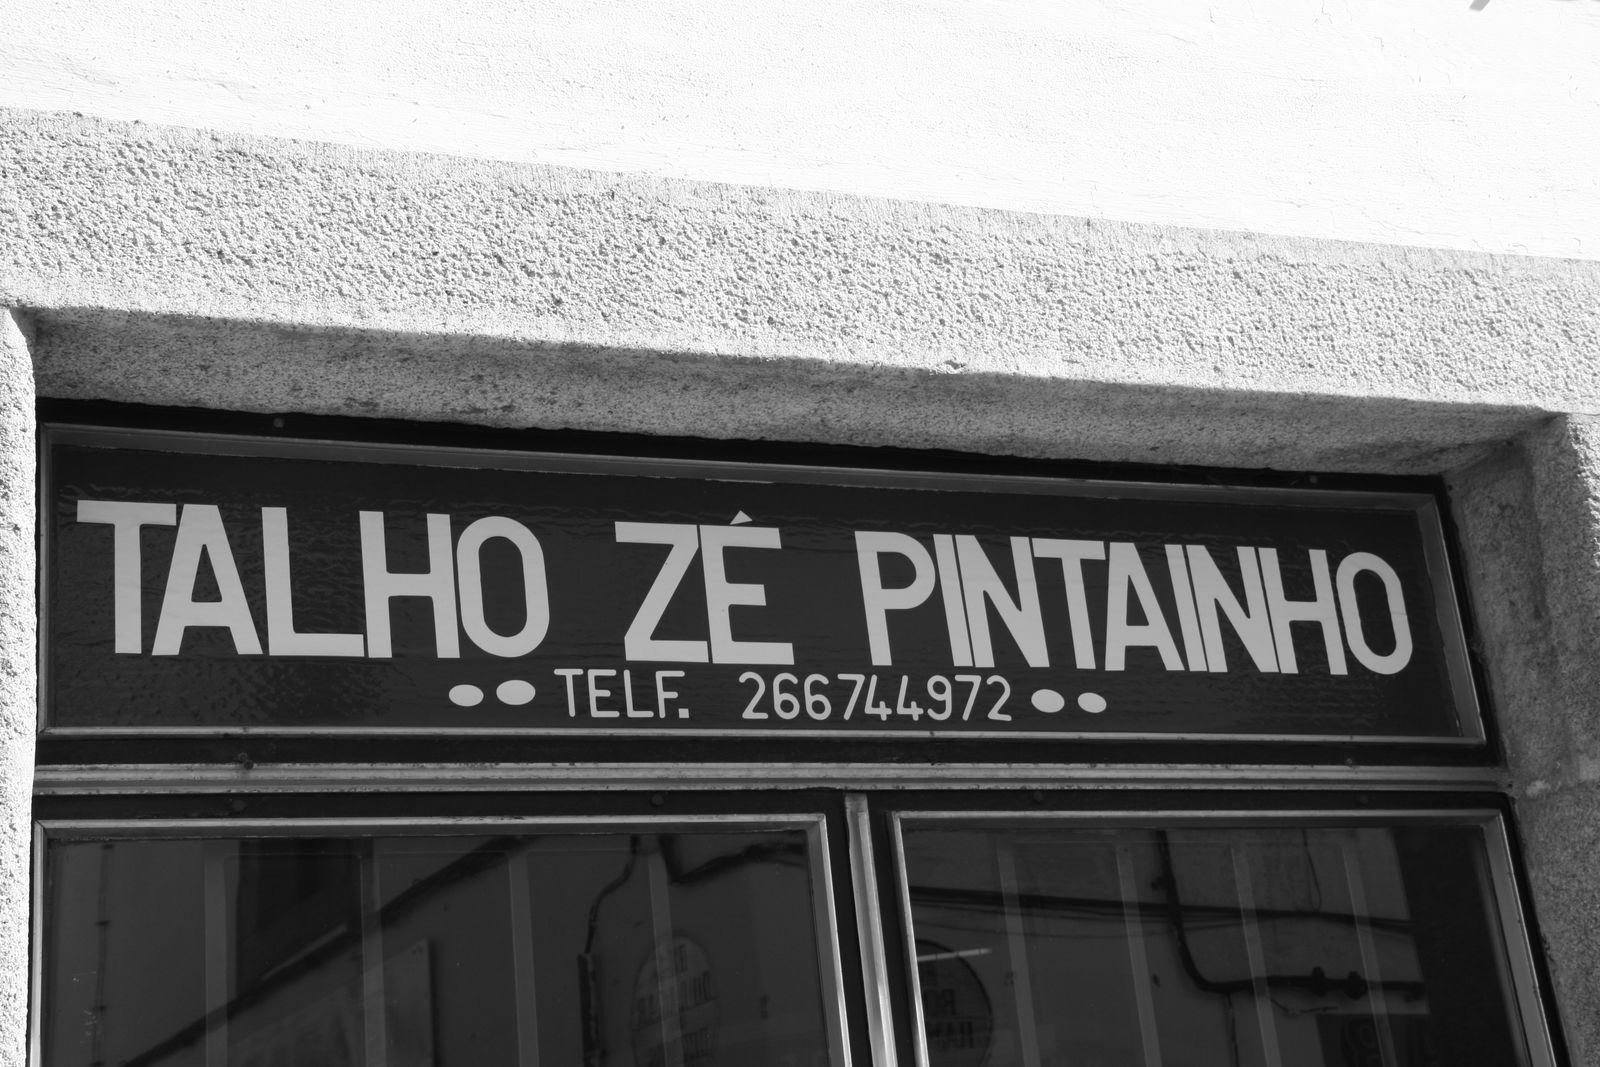 TALHO ZÉ PINTAINHO
TELF. 266744972